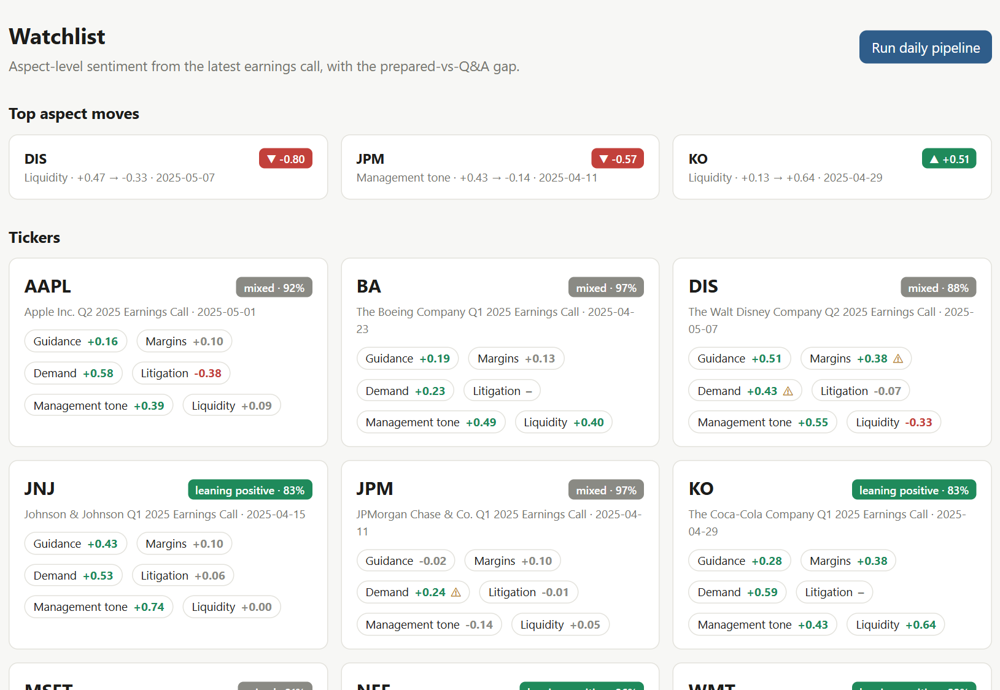 Watchlist
Run daily pipeline
Aspect-level sentiment from the latest earnings call, with the prepared-vs-Q&A gap.
Top aspect moves
DIS ▼ -0.80
Liquidity · +0.47 → -0.33 · 2025-05-07
JPM ▼ -0.57
Management tone · +0.43 → -0.14 · 2025-04-11
KO ▲ +0.51
Liquidity · +0.13 → +0.64 · 2025-04-29
Tickers
AAPL mixed · 92%
Apple Inc. Q2 2025 Earnings Call · 2025-05-01
Guidance +0.16 Margins +0.10
Demand +0.58 Litigation -0.38
Management tone +0.39 Liquidity +0.09
BA mixed · 97%
The Boeing Company Q1 2025 Earnings Call · 2025-04-
23
Guidance +0.19 Margins +0.13
Demand +0.23 Litigation –
Management tone +0.49 Liquidity +0.40
DIS mixed · 88%
The Walt Disney Company Q2 2025 Earnings Call · 2025-
05-07
Guidance +0.51 Margins +0.38 ⚠
Demand +0.43 ⚠ Litigation -0.07
Management tone +0.55 Liquidity -0.33
JNJ leaning positive · 83%
Johnson & Johnson Q1 2025 Earnings Call · 2025-04-15
Guidance +0.43 Margins +0.10
Demand +0.53 Litigation +0.06
Management tone +0.74 Liquidity +0.00
JPM mixed · 97%
JPMorgan Chase & Co. Q1 2025 Earnings Call · 2025-04-
11
Guidance -0.02 Margins +0.10
Demand +0.24 ⚠ Litigation -0.01
Management tone -0.14 Liquidity +0.05
KO leaning positive · 83%
The Coca-Cola Company Q1 2025 Earnings Call · 2025-
04-29
Guidance +0.28 Margins +0.38
Demand +0.59 Litigation –
Management tone +0.43 Liquidity +0.64
MSFT
WMT